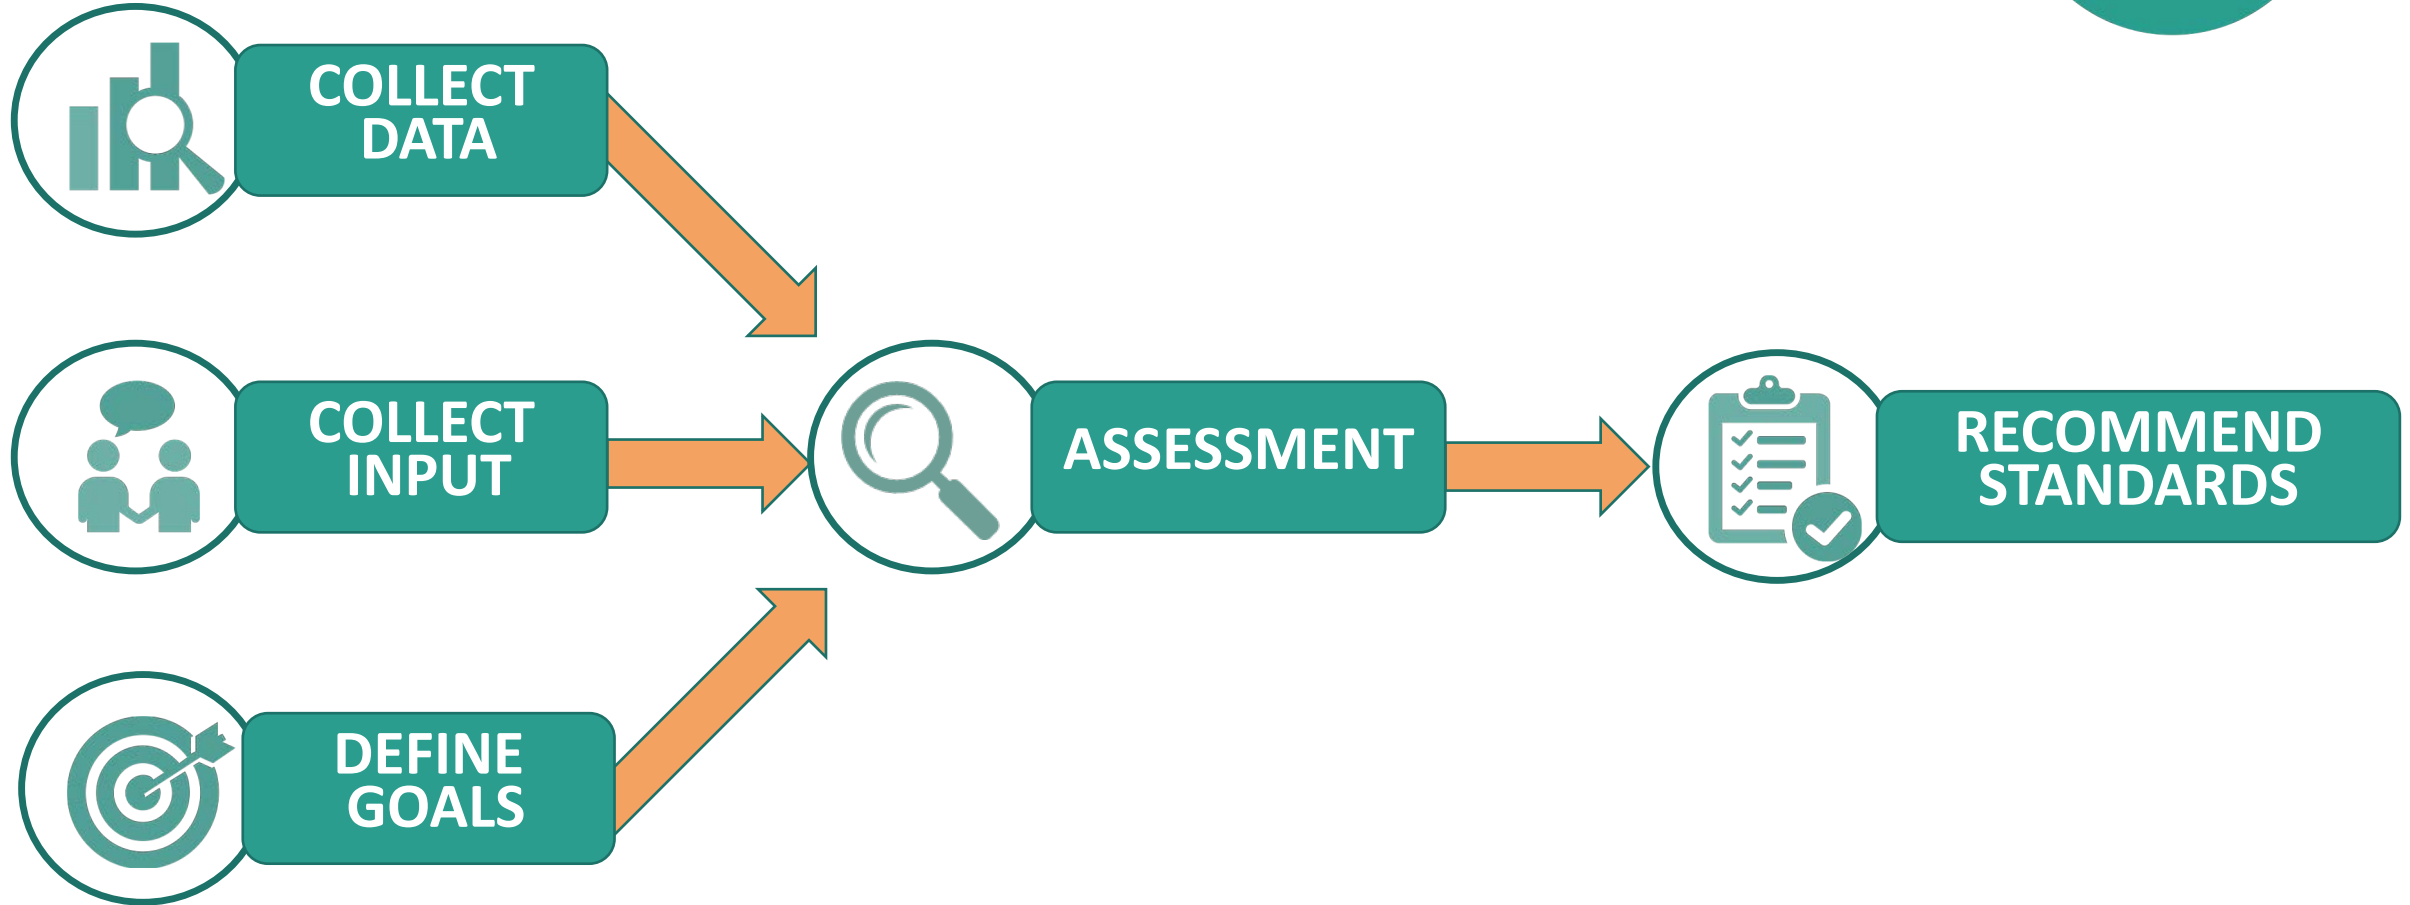 COLLECT
DATA
COLLECT
INPUT
ASSESSMENT
RECOMMEND
STANDARDS
DEFINE
GOALS